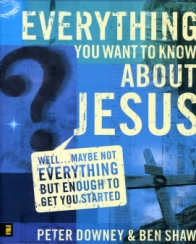 EVERYTHING
YOU WANT TO KNOW
ABOUT
JESUS
?
WELL...MAYBE NOT
EVERYTHING
BUT ENOUGH TO
GET YOU STARTED
PETER DOWNEY & BEN SHAW